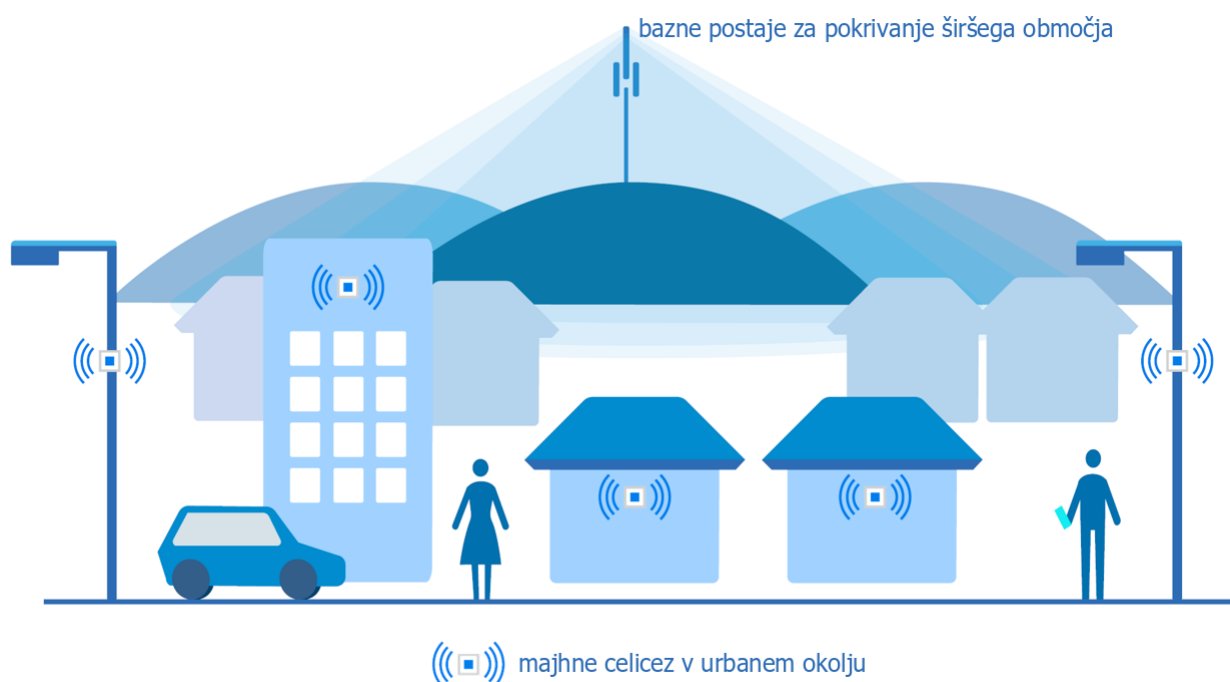 bazne postaje za pokrivanje širšega območja
majhne celicez v urbanem okolju